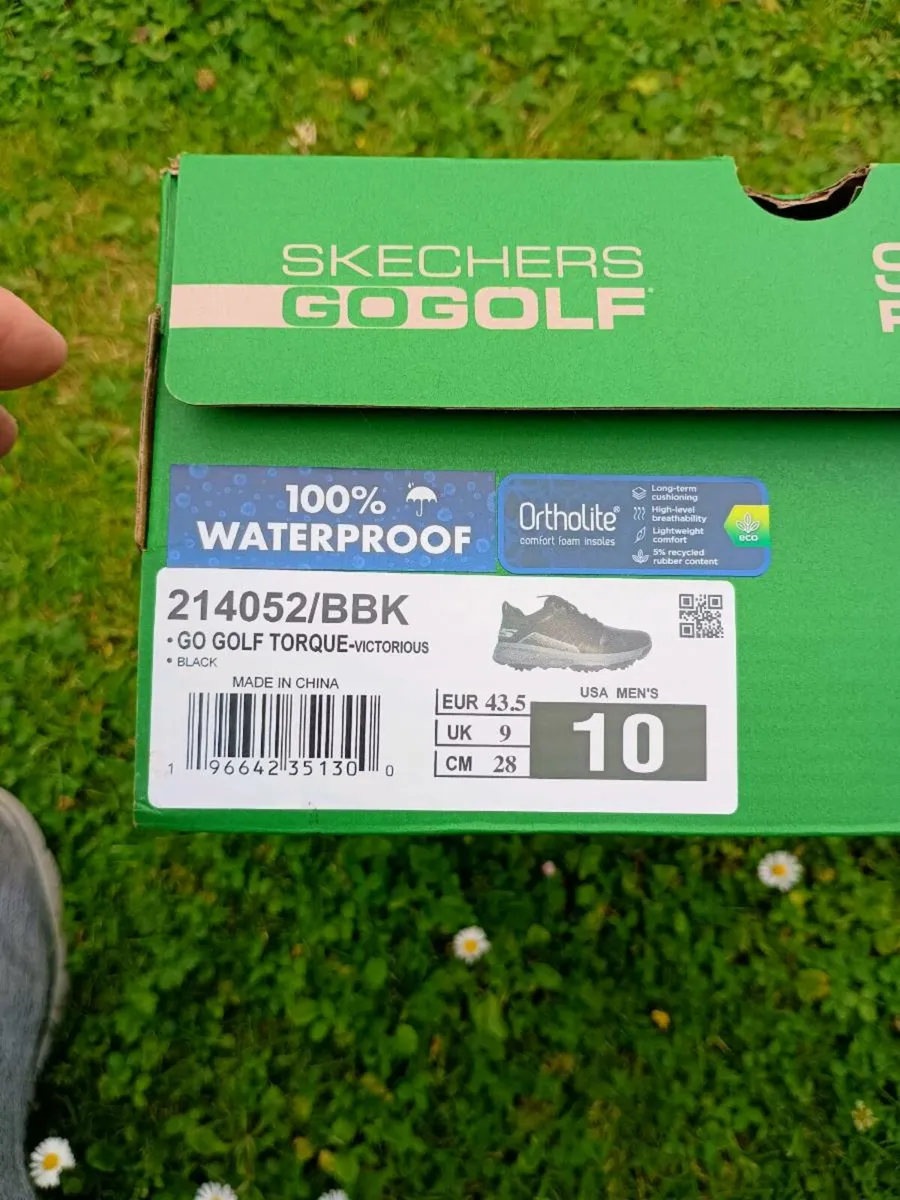 SKECHERS
GOGOLF
100%
WATERPROOF
Ortholite®
comfort foam insoles
Long-term
cushioning
High-level
breathability
Lightweight
comfort
5% recycled
rubber content
eco
214052/BBK
• GO GOLF TORQUE-VICTORIOUS
• BLACK
MADE IN CHINA
1 96642 35130 0
EUR 43.5
UK 9
CM 28
USA MEN'S
10